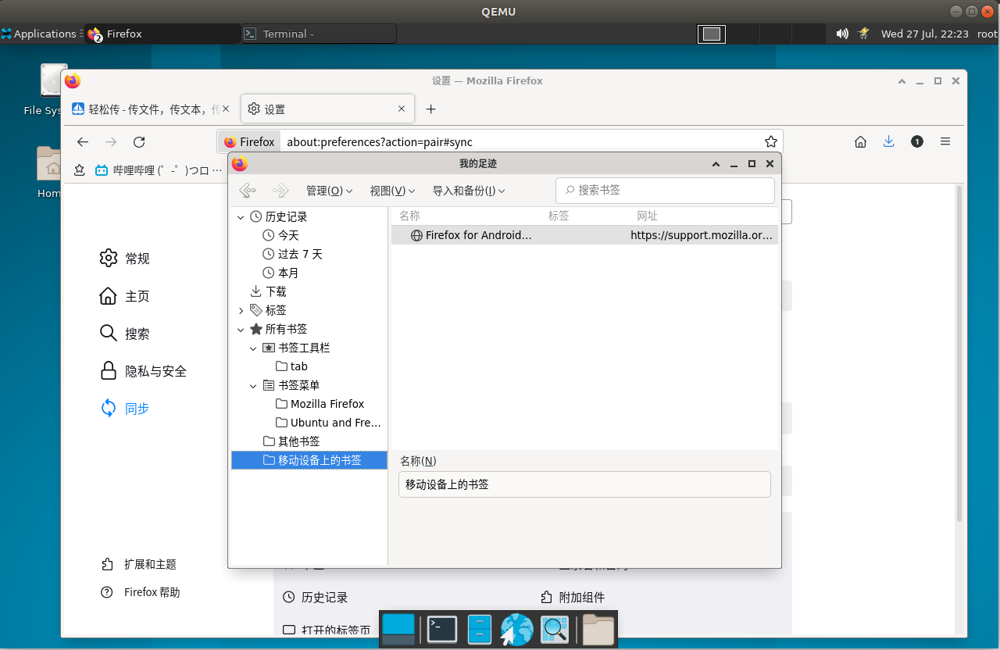 QEMU
Applications
2
Firefox
Terminal -
Wed 27 Jul, 22:23
root
File Sys
Hom
设置 — Mozilla Firefox
轻松传 - 传文件，传文本，
设置
Firefox
about:preferences?action=pair#sync
1
哔哩哔哩 (゜-゜)つロ …
我的足迹
管理(O)
视图(V)
导入和备份(I)
搜索书签
历史记录
今天
过去 7 天
本月
下载
标签
所有书签
书签工具栏
tab
书签菜单
Mozilla Firefox
Ubuntu and Fre…
其他书签
移动设备上的书签
名称
标签
网址
Firefox for Android…
https://support.mozilla.or…
名称(N)
移动设备上的书签
常规
主页
搜索
隐私与安全
同步
扩展和主题
Firefox 帮助
历史记录
附加组件
打开的标签页